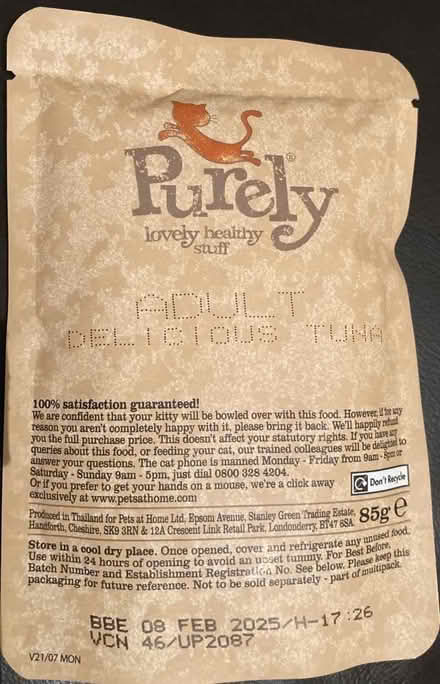 Purely®
lovely healthy
stuff
ADULT
DELICIOUS TUNA
100% satisfaction guaranteed!
We are confident that your kitty will be bowled over with this food. However, if for any
reason you aren't completely happy with it, please bring it back. We'll happily refund
you the full purchase price. This doesn't affect your statutory rights. If you have any
queries about this food, or feeding your cat, our trained colleagues will be delighted to
answer your questions. The cat phone is manned Monday - Friday from 9am - 8pm or
Saturday - Sunday 9am - 5pm, just dial 0800 328 4204.
Or if you prefer to get your hands on a mouse, we're a click away
exclusively at www.petsathome.com
Don't Recycle
Produced in Thailand for Pets at Home Ltd, Epsom Avenue, Stanley Green Trading Estate,
Handforth, Cheshire, SK9 3RN & 12A Crescent Link Retail Park, Londonderry, BT47 6SA
85g e
Store in a cool dry place. Once opened, cover and refrigerate any unused food.
Use within 24 hours of opening to avoid an upset tummy. For Best Before,
Batch Number and Establishment Registration No. See below. Please keep this
packaging for future reference. Not to be sold separately - part of multipack.
BBE 08 FEB 2025/H-17:26
VCN 46/UP2087
V21/07 MON